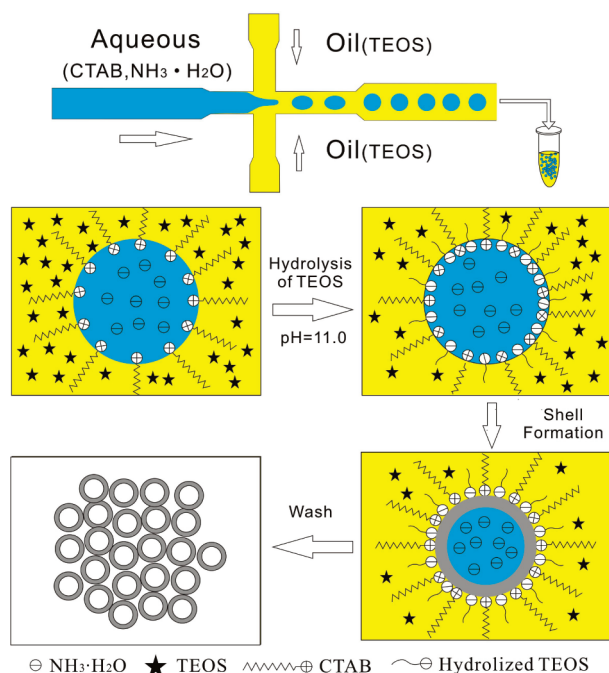 Aqueous
(CTAB,NH3 • H2O)
Oil(TEOS)
Oil(TEOS)
Hydrolysis
of TEOS
pH=11.0
Shell
Formation
Wash
NH3·H2O
TEOS
CTAB
Hydrolized TEOS